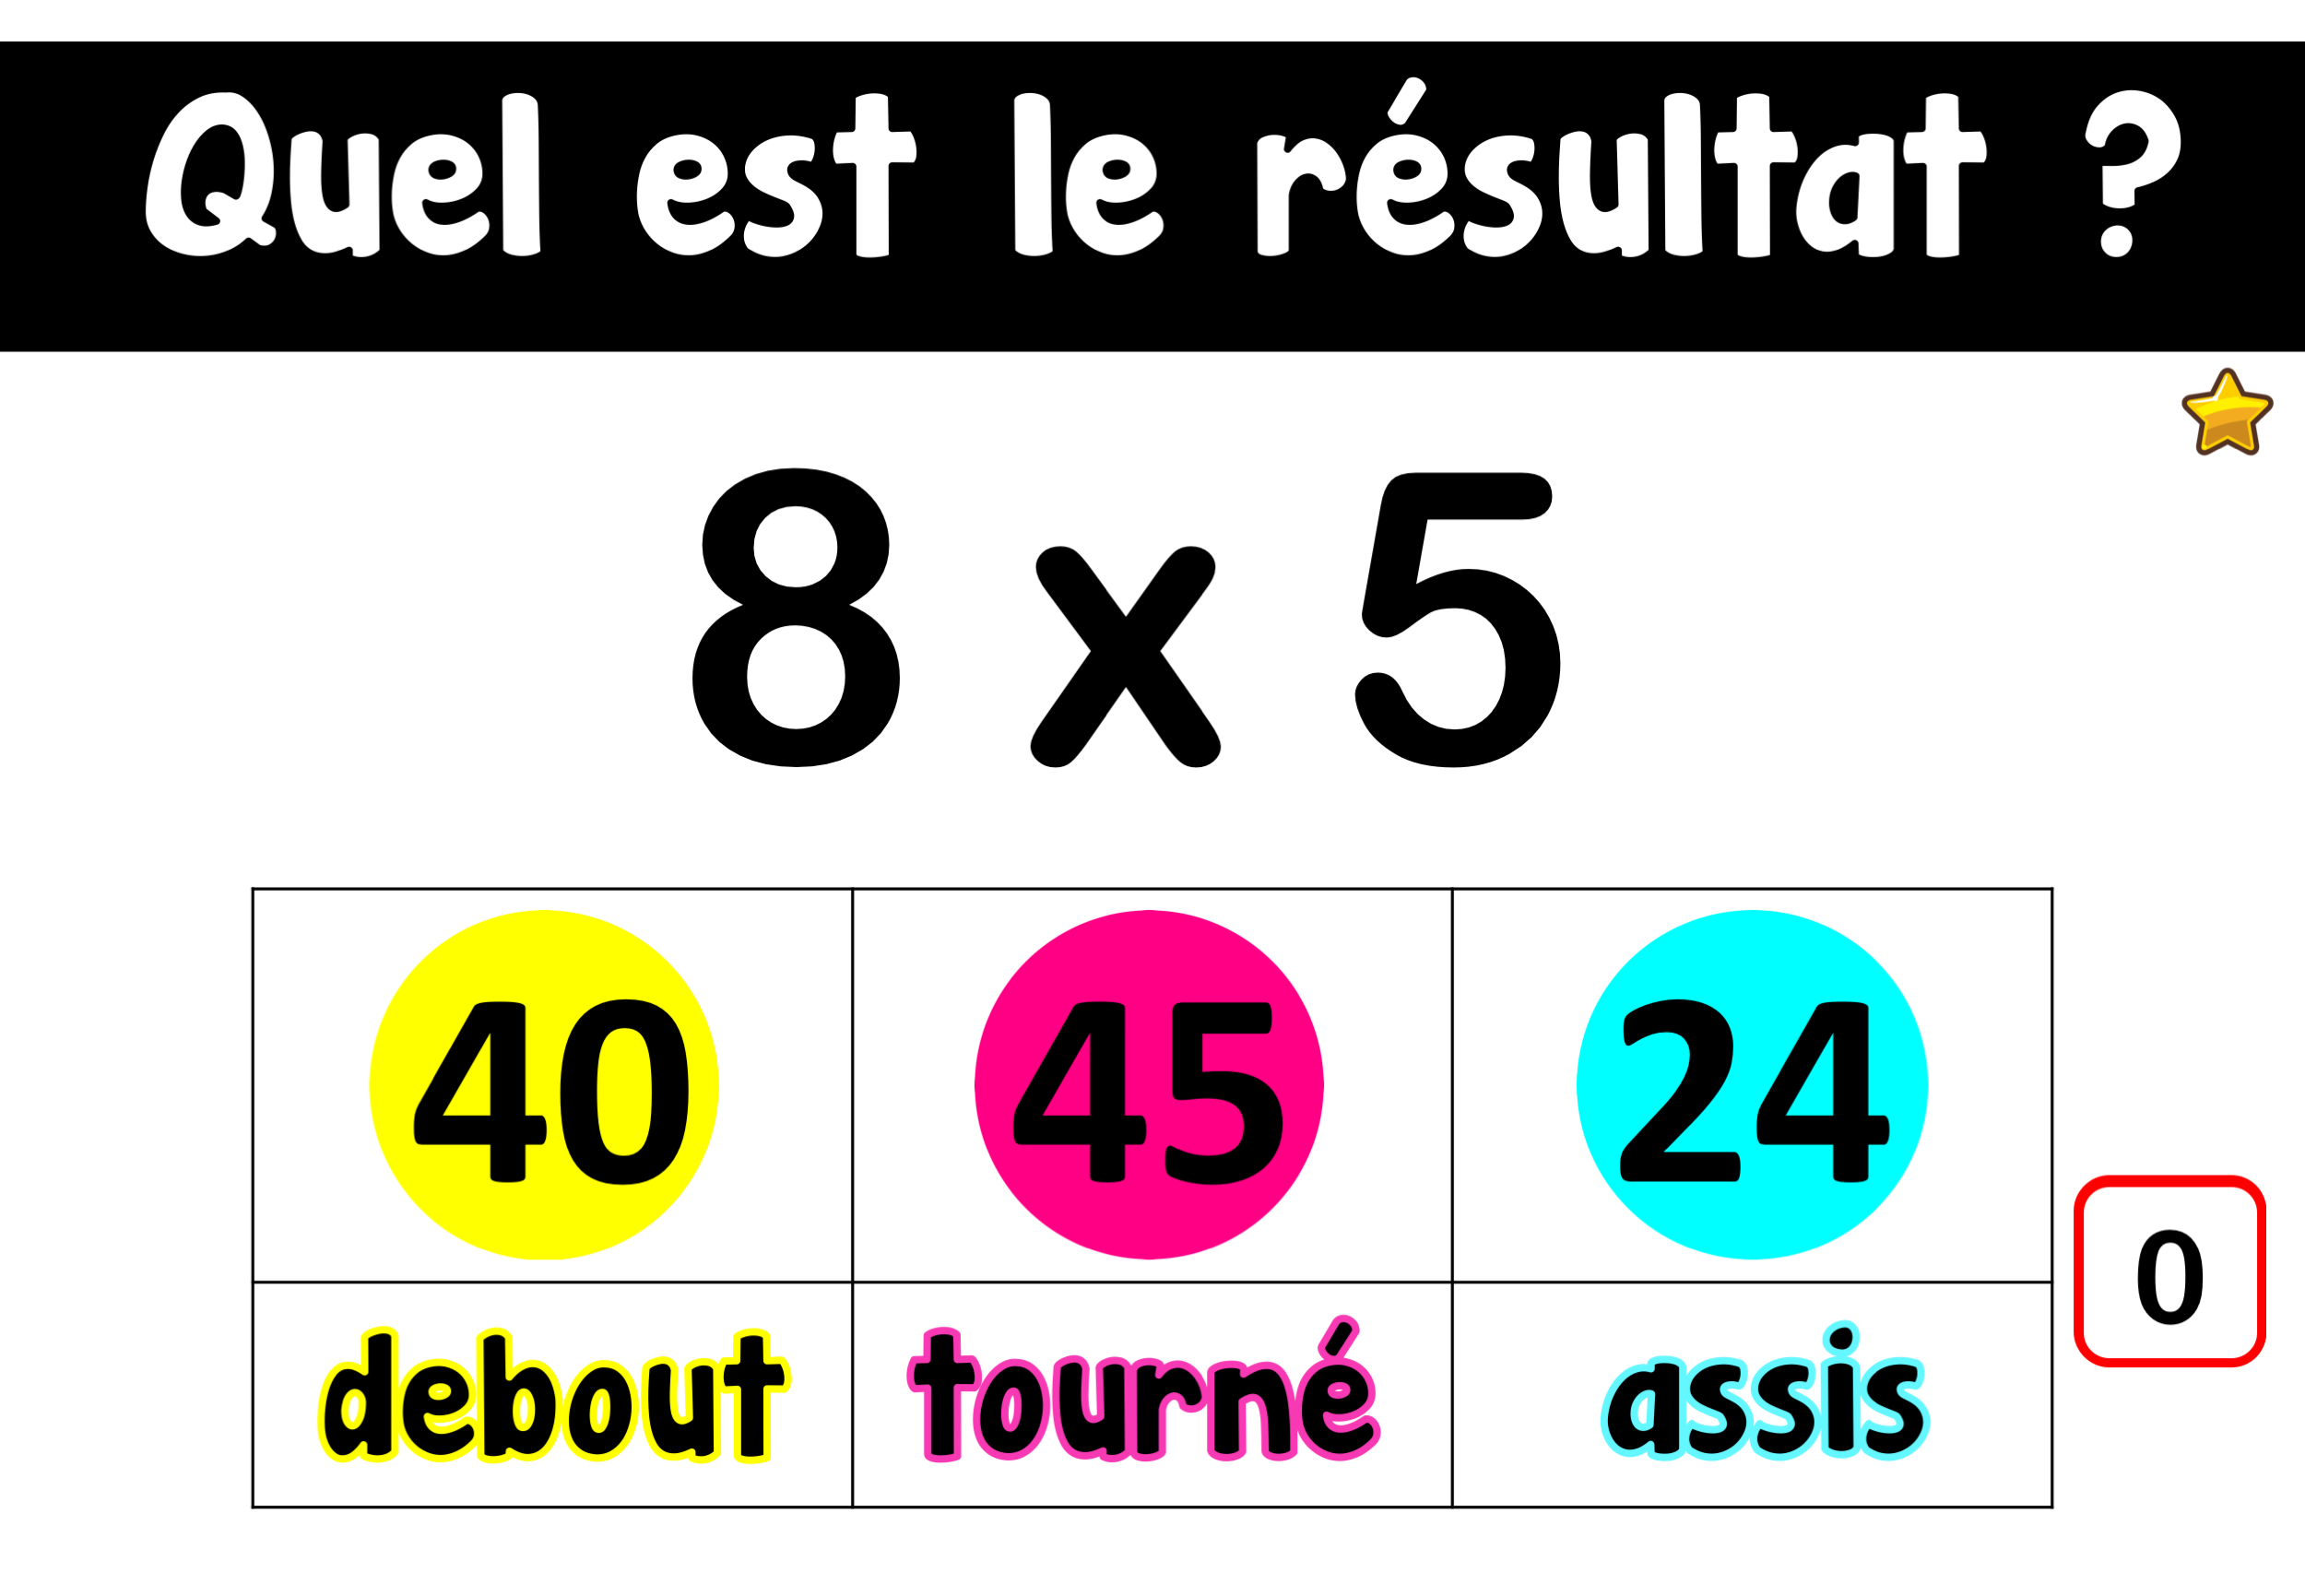 Quel est le résultat ?
8 x 5
40 45 24
0
debout tourné assis